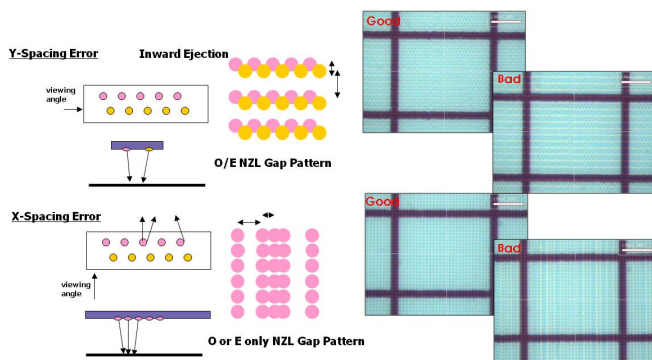 Y-Spacing Error
Inward Ejection
viewing
angle
O/E NZL Gap Pattern
X-Spacing Error
viewing
angle
O or E only NZL Gap Pattern
Good
Bad
Good
Bad